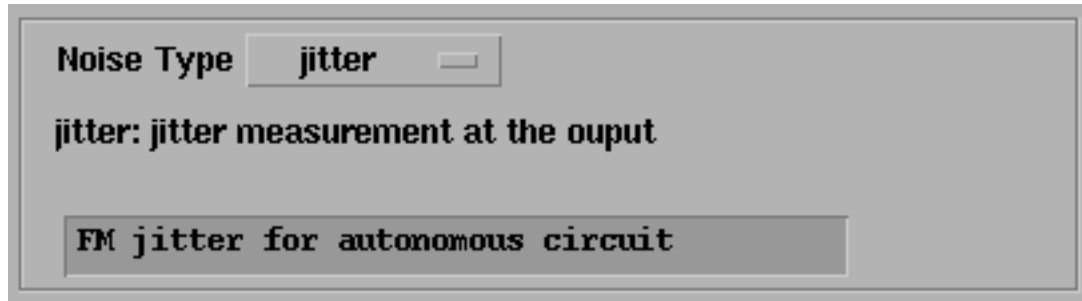 Noise Type jitter
jitter: jitter measurement at the ouput
FM jitter for autonomous circuit